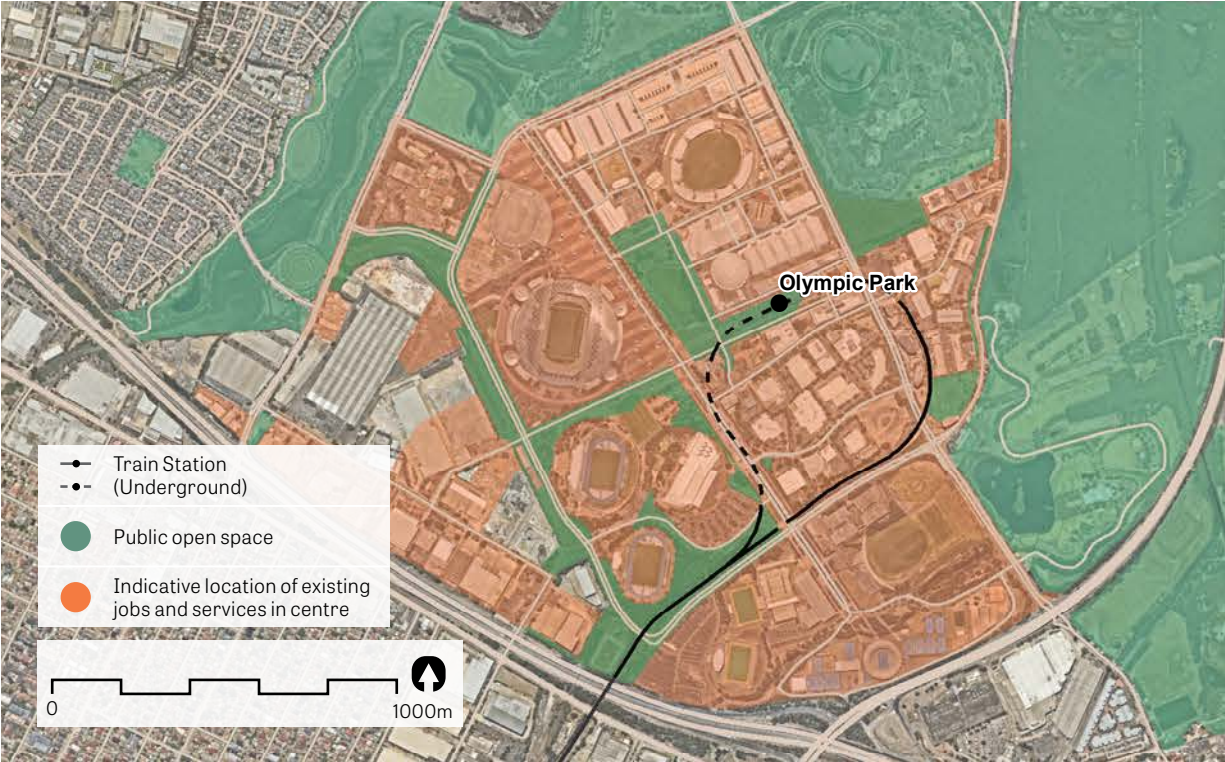 Olympic Park
Train Station
(Underground)
Public open space
Indicative location of existing
jobs and services in centre
0
1000m